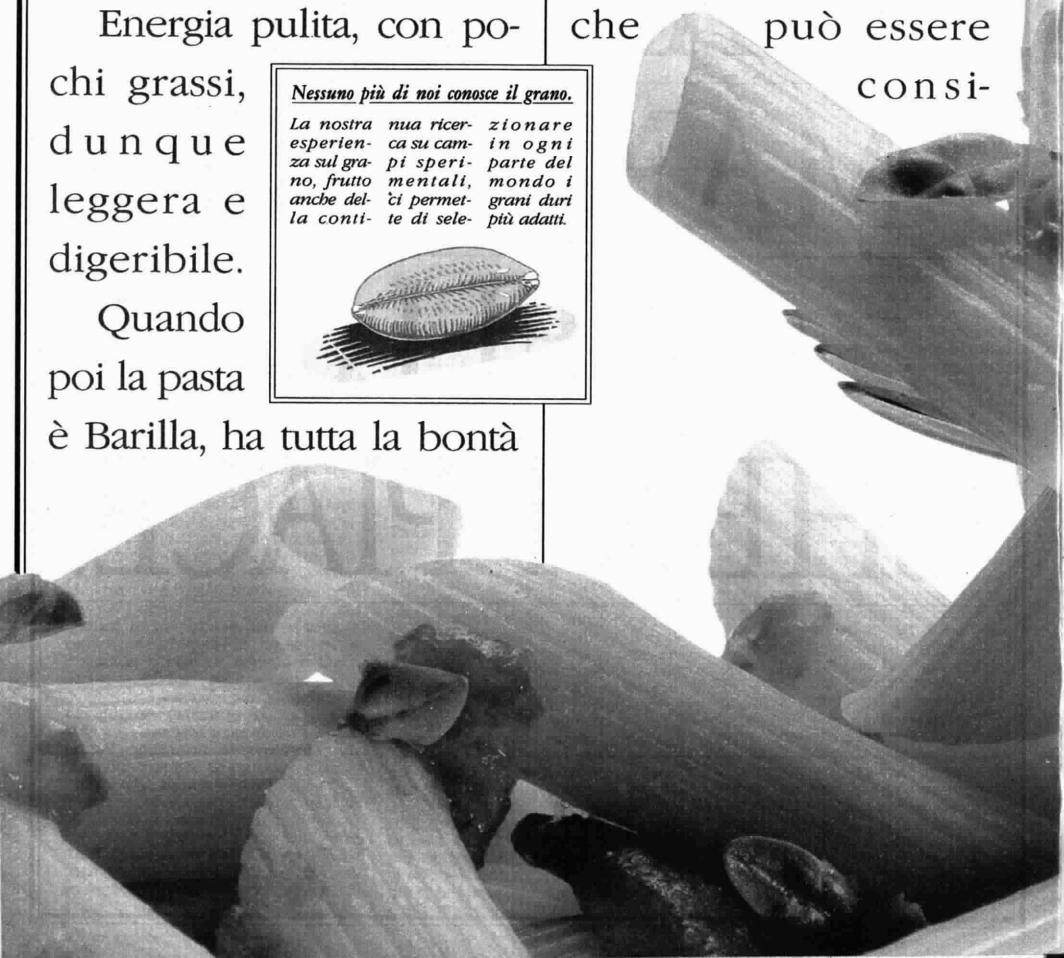 Energia pulita, con po-
chi grassi,
dunque
leggera e
digeribile.
Quando
poi la pasta
è Barilla, ha tutta la bontà
Nessuno più di noi conosce il grano.
La nostra
esperien-
za sul gra-
no, frutto
anche del-
la conti-
nua ricer-
ca su cam-
pi speri-
mentali,
ci permet-
te di sele-
zionare
in ogni
parte del
mondo i
grani duri
più adatti.
che può essere
consi-